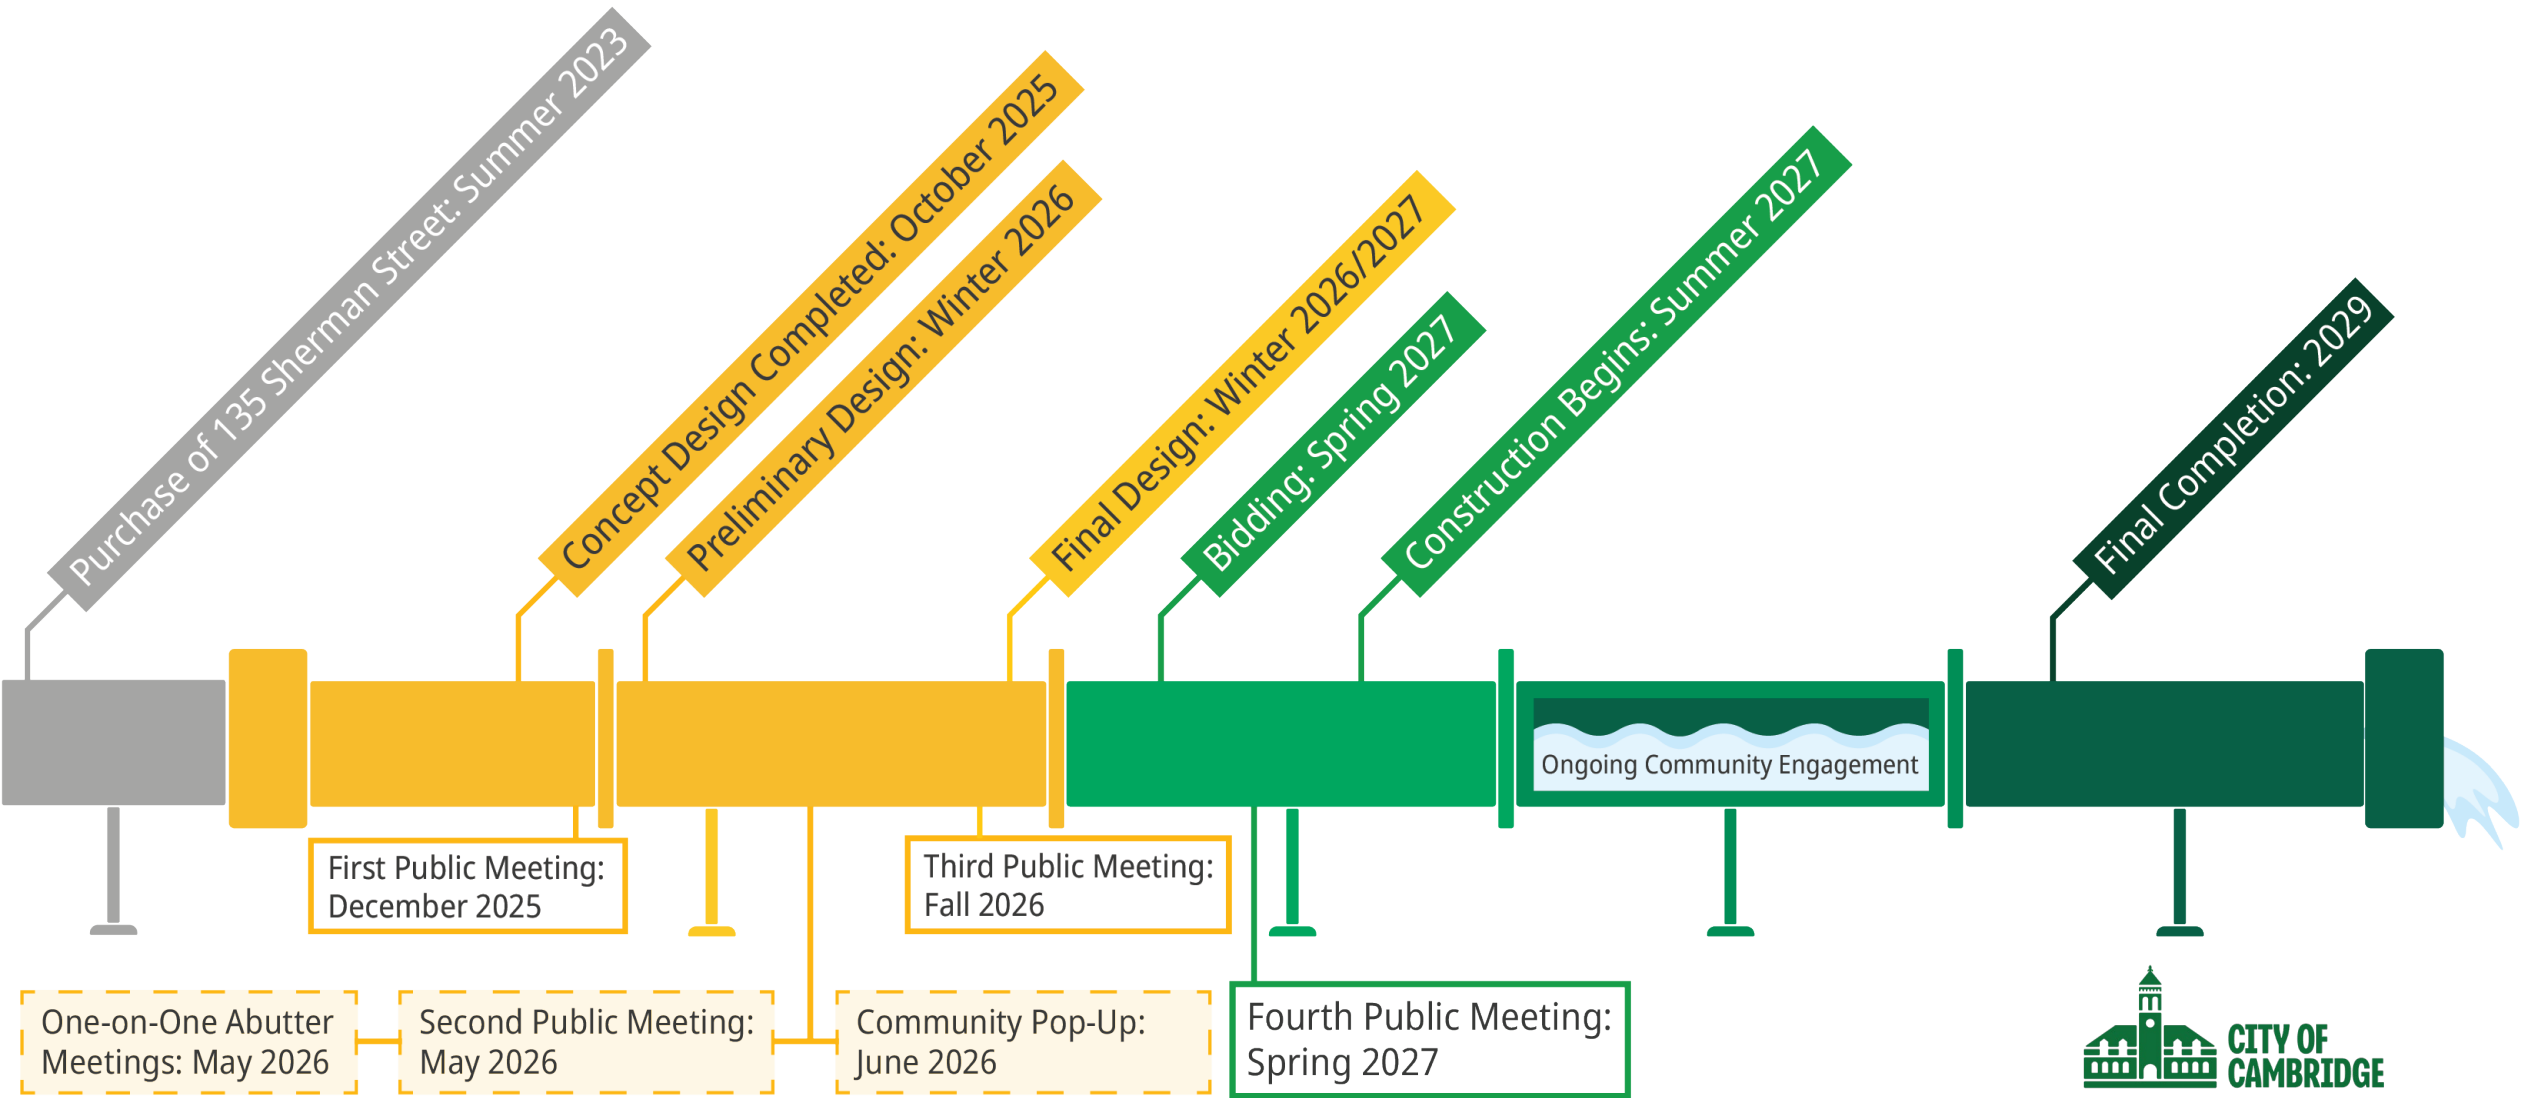 Purchase of 135 Sherman Street: Summer 2023
Concept Design Completed: October 2025
Preliminary Design: Winter 2026
Final Design: Winter 2026/2027
Bidding: Spring 2027
Construction Begins: Summer 2027
Final Completion: 2029
Ongoing Community Engagement
First Public Meeting:
December 2025
Third Public Meeting:
Fall 2026
One-on-One Abutter
Meetings: May 2026
Second Public Meeting:
May 2026
Community Pop-Up:
June 2026
Fourth Public Meeting:
Spring 2027
CITY OF
CAMBRIDGE